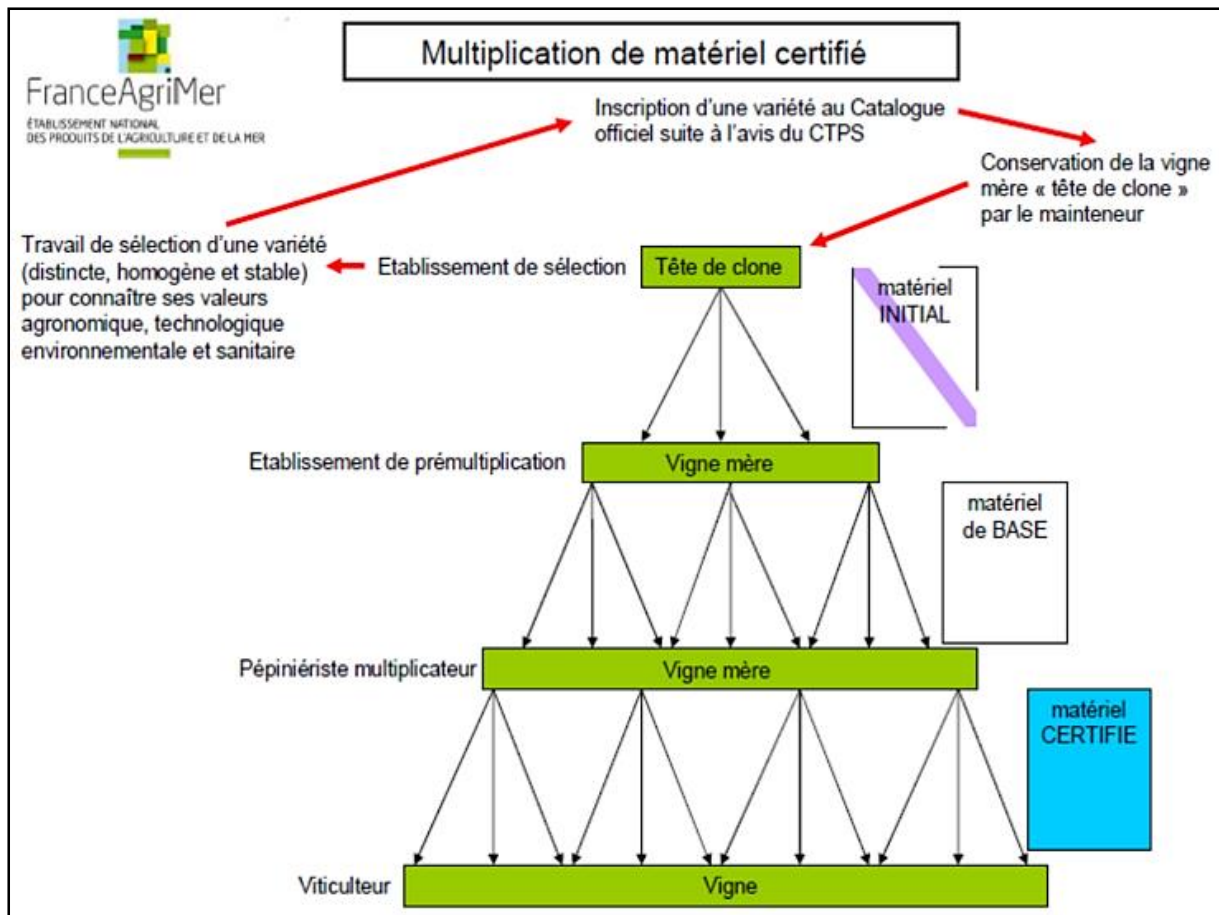 FranceAgriMer
ÉTABLISSEMENT NATIONAL
DES PRODUITS DE L'AGRICULTURE ET DE LA MER
Multiplication de matériel certifié
Inscription d'une variété au Catalogue
officiel suite à l'avis du CTPS
Conservation de la vigne
mère « tête de clone »
par le mainteneur
Travail de sélection d'une variété
(distincte, homogène et stable)
pour connaître ses valeurs
agronomique, technologique
environnementale et sanitaire
Etablissement de sélection
Tête de clone
matériel
INITIAL
Etablissement de prémultiplication
Vigne mère
matériel
de BASE
Pépiniériste multiplicateur
Vigne mère
matériel
CERTIFIE
Viticulteur
Vigne